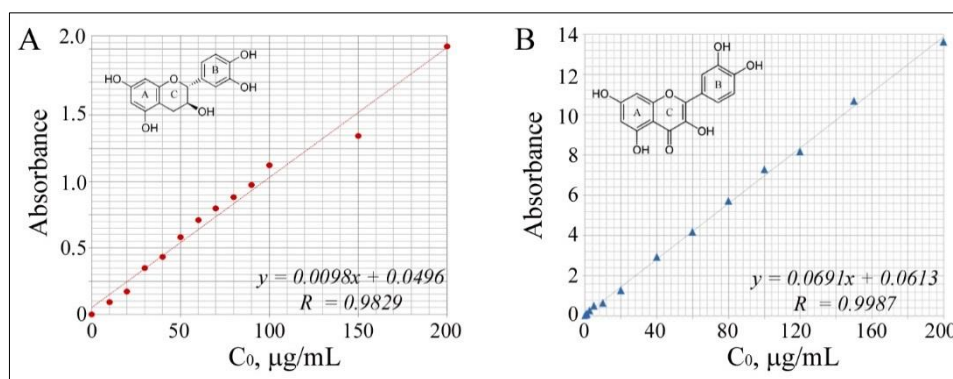 A
B
Absorbance
2.0
1.5
1.0
0.5
0
0
50
100
150
200
HO
OH
O
A
C
B
OH
OH
OH
y = 0.0098x + 0.0496
R = 0.9829
C₀, µg/mL
Absorbance
14
12
10
8
6
4
2
0
0
40
80
120
160
200
HO
OH
O
O
A
C
B
OH
OH
OH
y = 0.0691x + 0.0613
R = 0.9987
C₀, µg/mL